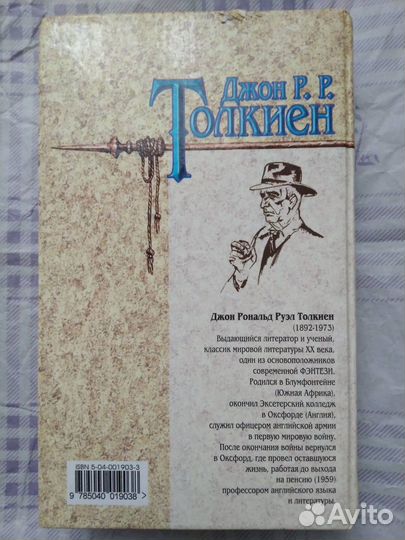 Джон Р. Р.
Толкиен
Джон Рональд Руэл Толкиен
(1892-1973)
Выдающийся литератор и ученый,
классик мировой литературы XX века,
один из основоположников
современной ФЭНТЕЗИ.
Родился в Блумфонтейне
(Южная Африка),
окончил Эксетерский колледж
в Оксфорде (Англия),
служил офицером английской армии
в первую мировую войну.
После окончания войны вернулся
в Оксфорд, где провел оставшуюся
жизнь, работая до выхода
на пенсию (1959)
профессором английского языка
и литературы.
ISBN 5-04-001903-3
9 785040 019038 >
Avito